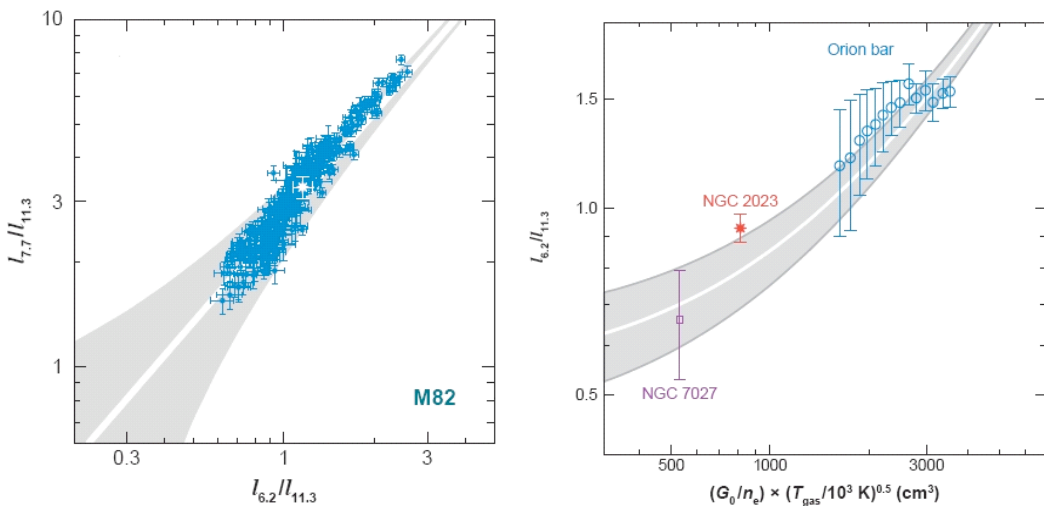 10
3
1
I7.7/I11.3
0.3
1
3
I6.2/I11.3
M82
1.5
1.0
0.5
I6.2/I11.3
Orion bar
NGC 2023
NGC 7027
500
1000
3000
(G0/ne) × (Tgas/10³ K)^0.5 (cm³)